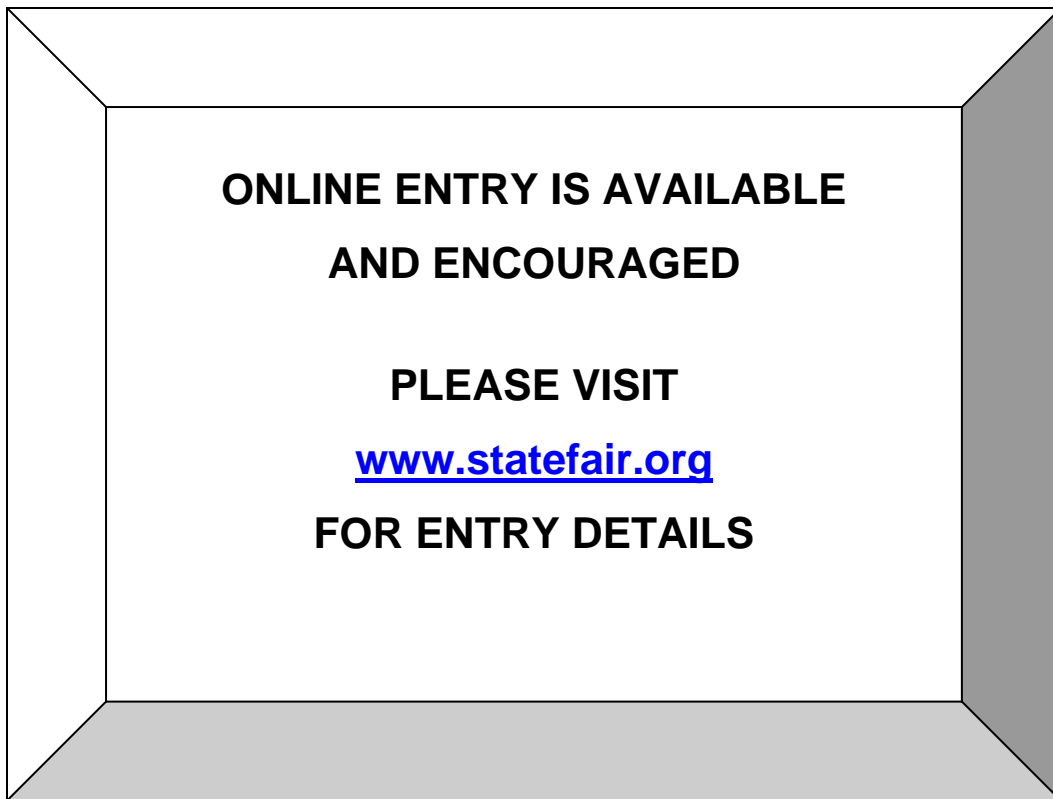 ONLINE ENTRY IS AVAILABLE
AND ENCOURAGED
PLEASE VISIT
www.statefair.org
FOR ENTRY DETAILS